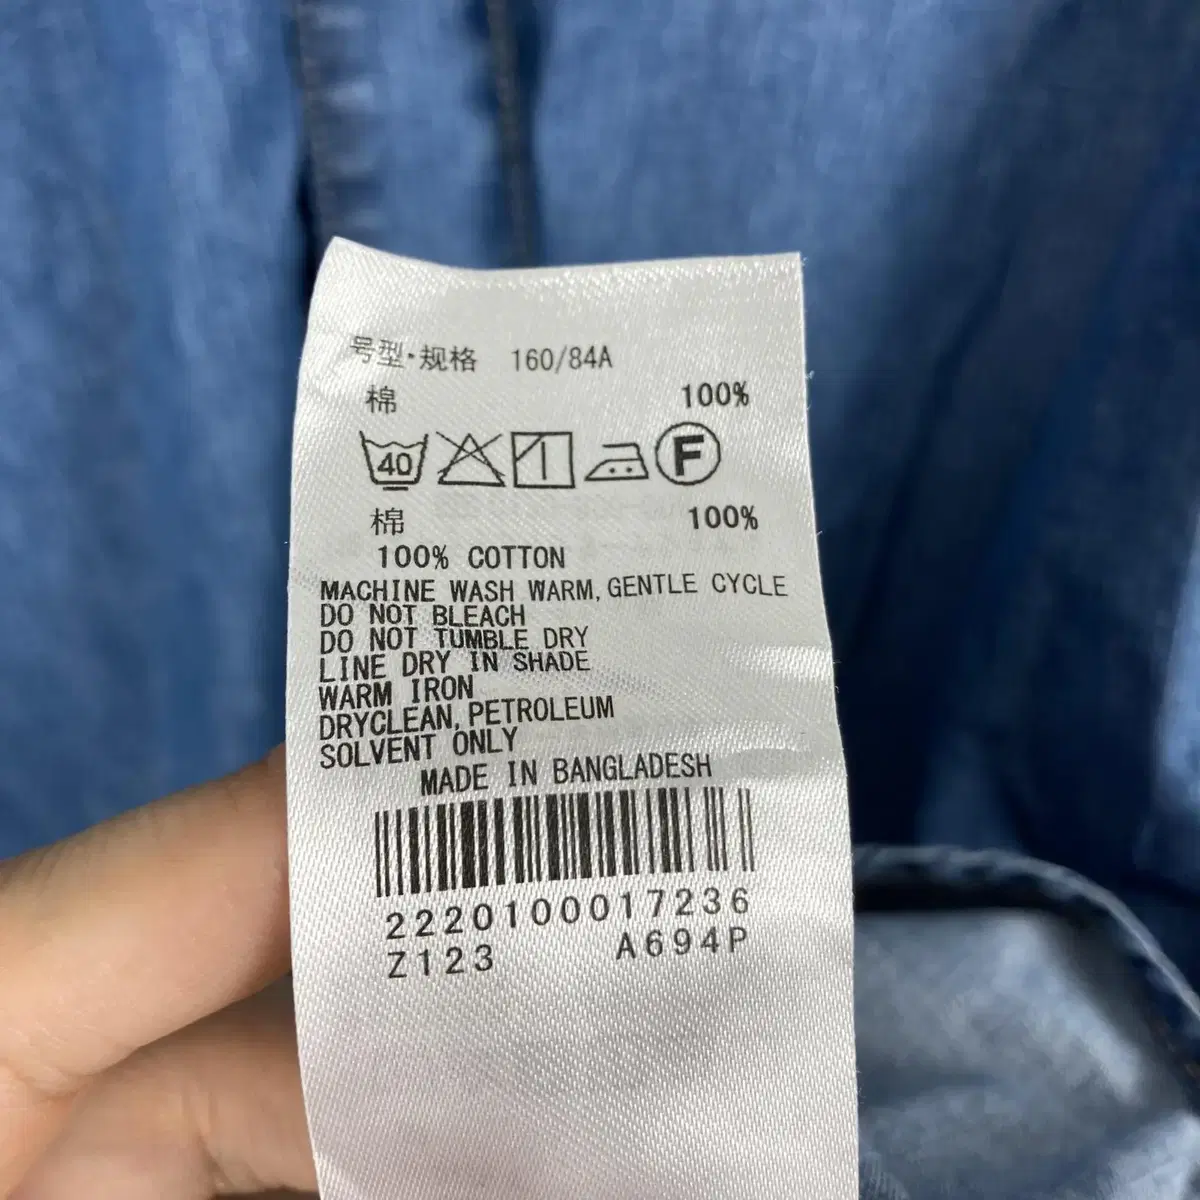 号型·规格 160/84A
棉 100%
40 F
棉 100%
100% COTTON
MACHINE WASH WARM, GENTLE CYCLE
DO NOT BLEACH
DO NOT TUMBLE DRY
LINE DRY IN SHADE
WARM IRON
DRYCLEAN, PETROLEUM
SOLVENT ONLY
MADE IN BANGLADESH
2220100017236
Z123 A694P